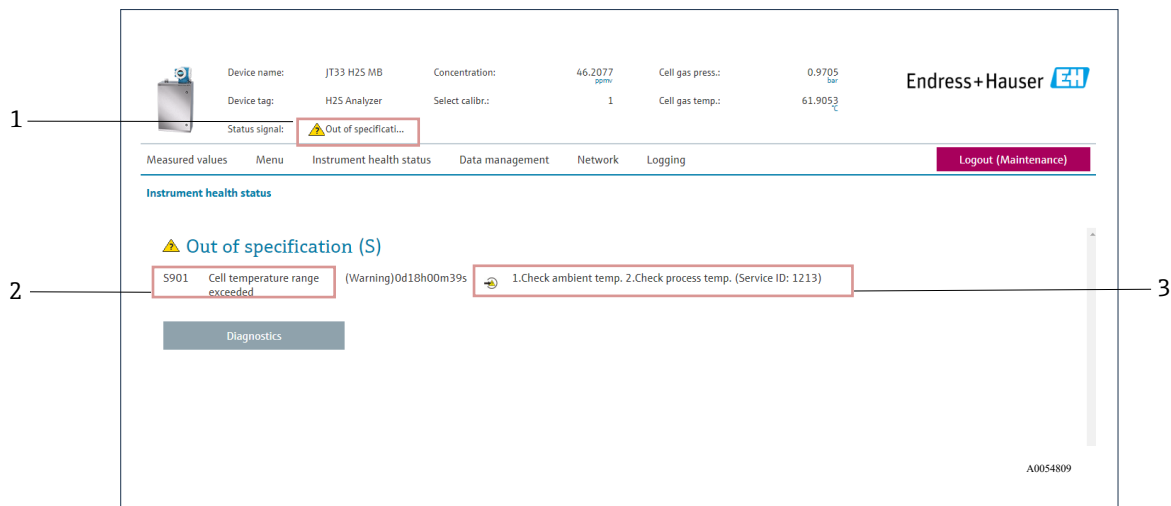 Device name: JT33 H2S MB Concentration: 46.2077 ppmv Cell gas press.: 0.9705 bar
Endress+Hauser EH
Device tag: H2S Analyzer Select calibr.: 1 Cell gas temp.: 61.9053 °C
1
Status signal: Out of specificati...
Measured values Menu Instrument health status Data management Network Logging Logout (Maintenance)
Instrument health status
Out of specification (S)
S901 Cell temperature range (Warning)0d18h00m39s 1.Check ambient temp. 2.Check process temp. (Service ID: 1213)
exceeded
2
3
Diagnostics
A0054809